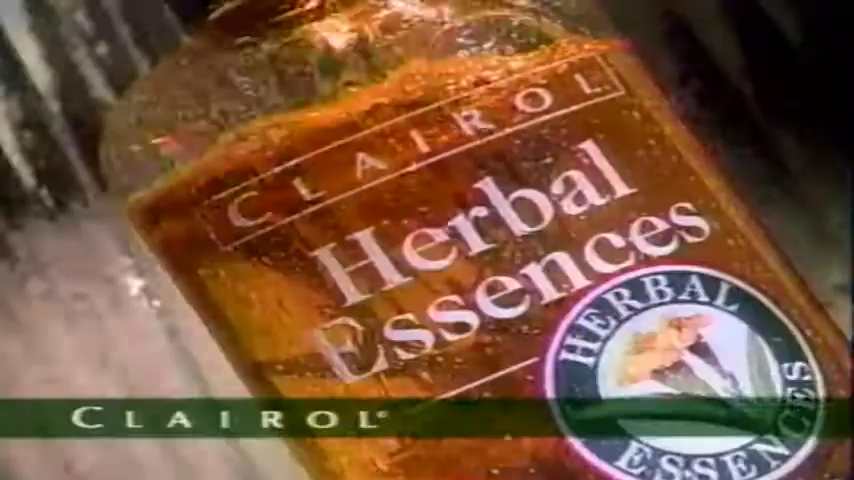 CLAIROL
Herbal
Essences
HERBAL
ESSENCES
CLAIROL®